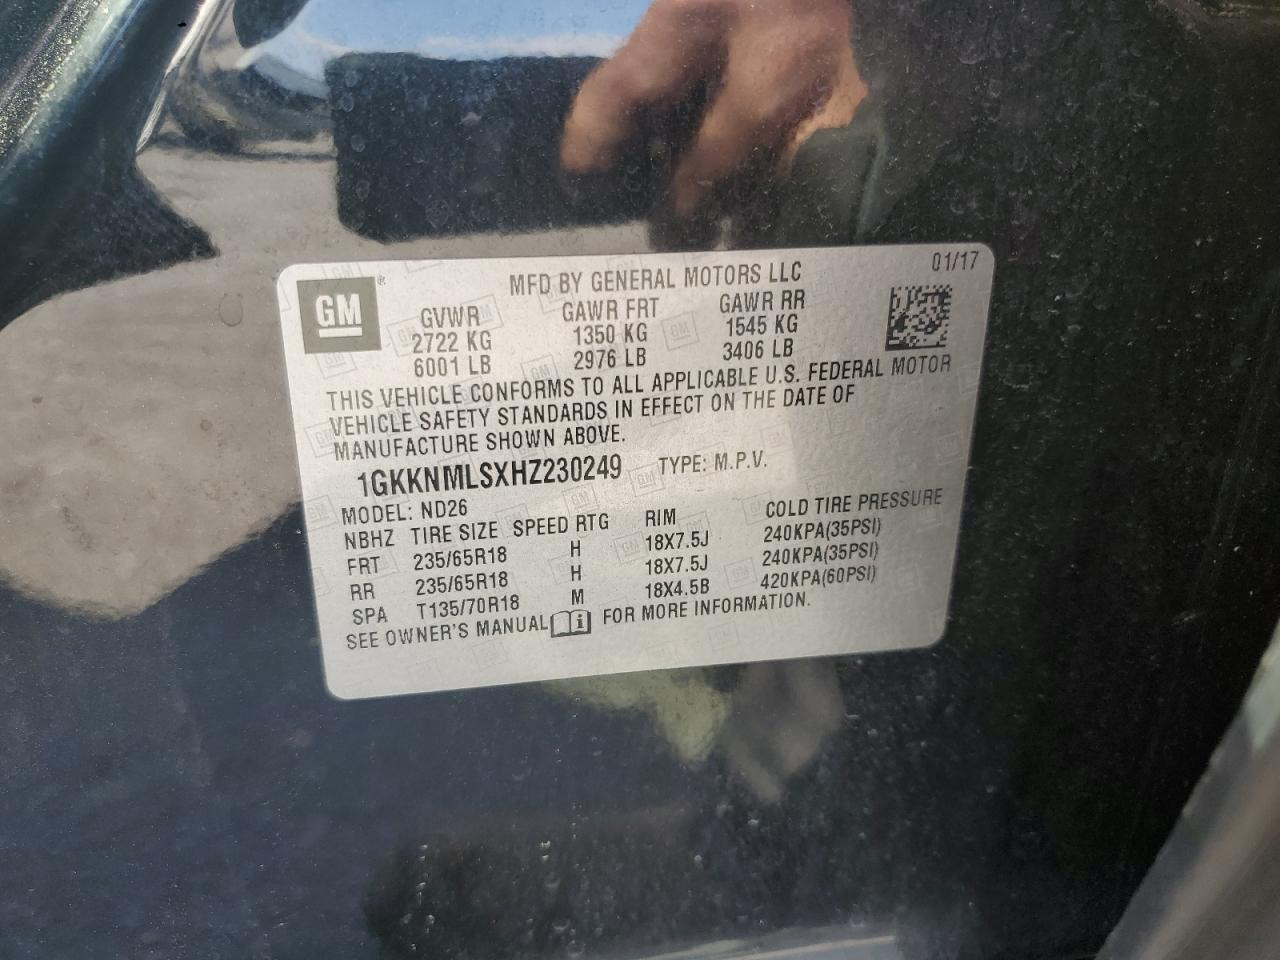 01/17
GM®
MFD BY GENERAL MOTORS LLC
GVWR GAWR FRT GAWR RR
2722 KG 1350 KG 1545 KG
6001 LB 2976 LB 3406 LB
THIS VEHICLE CONFORMS TO ALL APPLICABLE U.S. FEDERAL MOTOR
VEHICLE SAFETY STANDARDS IN EFFECT ON THE DATE OF
MANUFACTURE SHOWN ABOVE.
1GKKNMLSXHZ230249 TYPE: M.P.V.
MODEL: ND26
NBHZ TIRE SIZE SPEED RTG RIM COLD TIRE PRESSURE
FRT 235/65R18 H 18X7.5J 240KPA(35PSI)
RR 235/65R18 H 18X7.5J 240KPA(35PSI)
SPA T135/70R18 M 18X4.5B 420KPA(60PSI)
SEE OWNER'S MANUAL i FOR MORE INFORMATION.